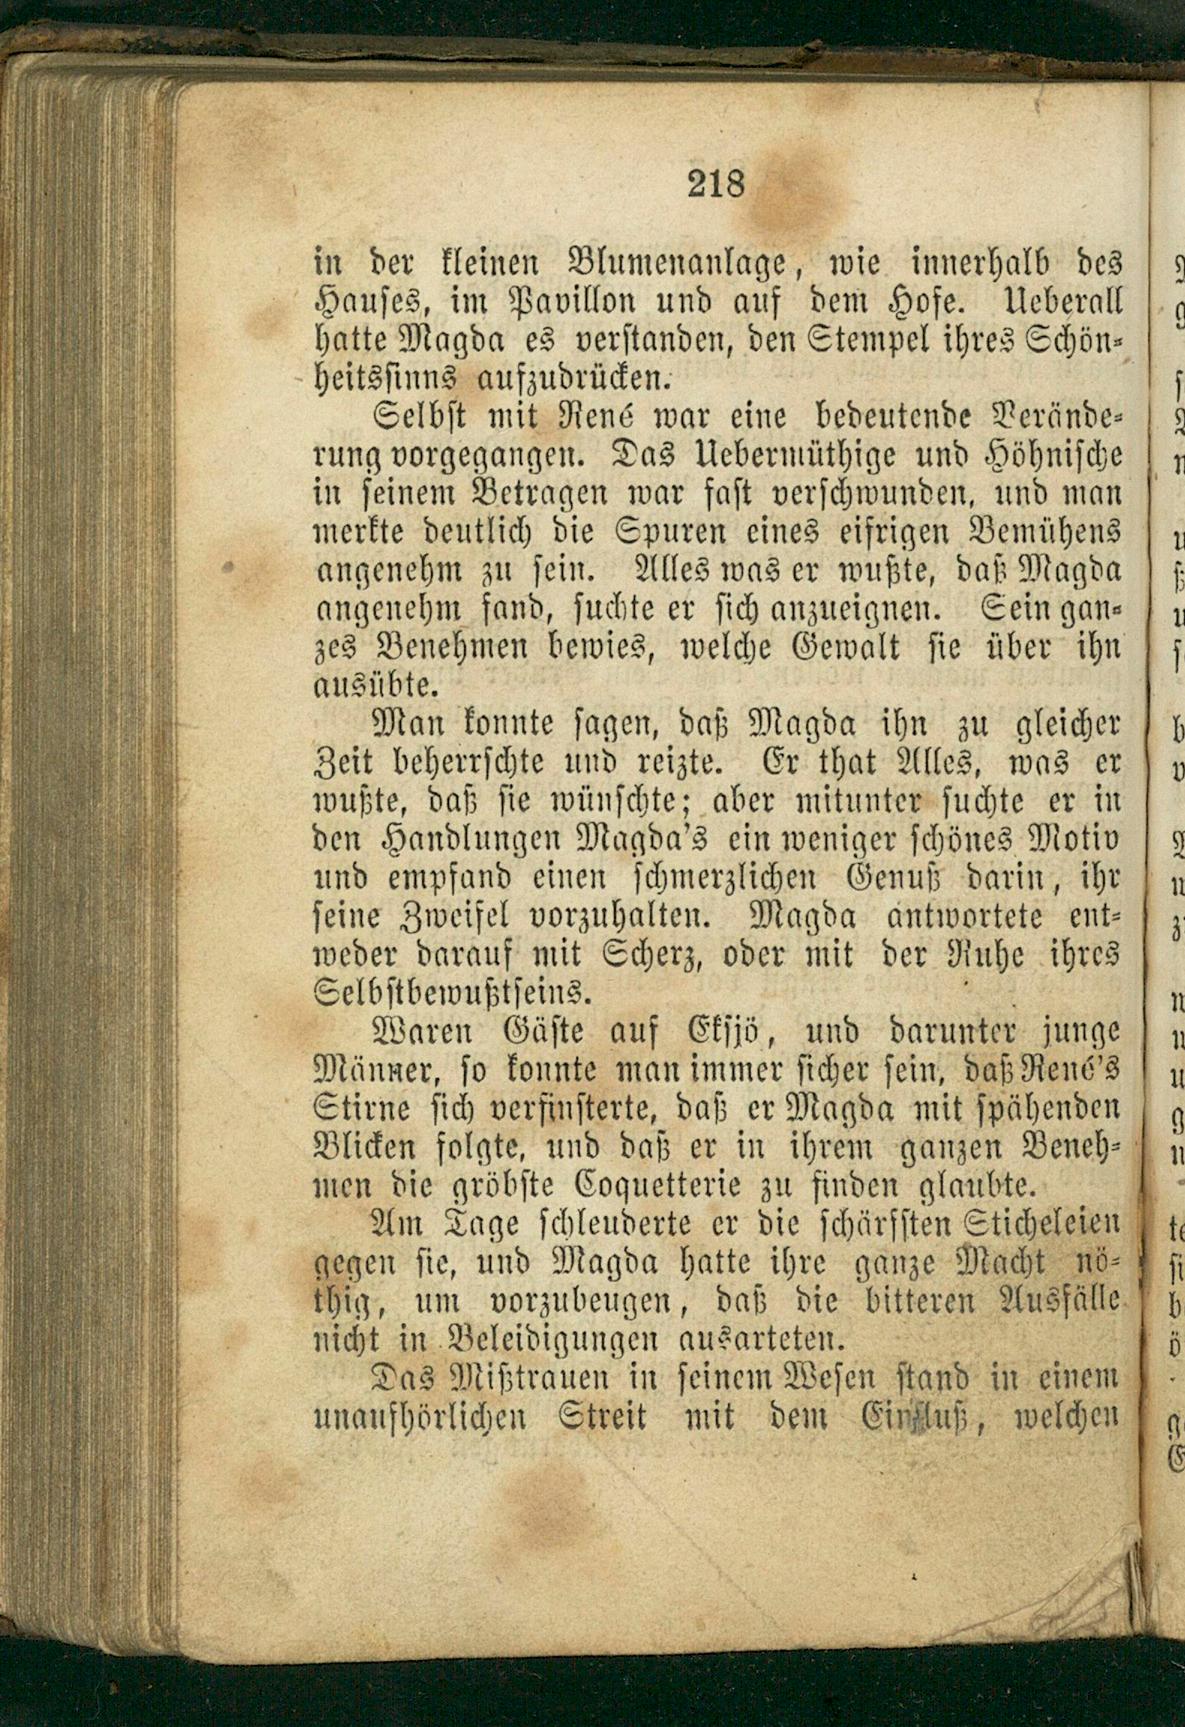 218
in der kleinen Blumenanlage, wie innerhalb des
Hauses, im Pavillon und auf dem Hofe. Ueberall
hatte Magda es verstanden, den Stempel ihres Schön-
heitssinns aufzudrücken.
Selbst mit René war eine bedeutende Verände-
rung vorgegangen. Das Uebermüthige und Höhnische
in seinem Betragen war fast verschwunden, und man
merkte deutlich die Spuren eines eifrigen Bemühens
angenehm zu sein. Alles was er wußte, daß Magda
angenehm fand, suchte er sich anzueignen. Sein gan-
zes Benehmen bewies, welche Gewalt sie über ihn
ausübte.
Man konnte sagen, daß Magda ihn zu gleicher
Zeit beherrschte und reizte. Er that Alles, was er
wußte, daß sie wünschte; aber mitunter suchte er in
den Handlungen Magda's ein weniger schönes Motiv
und empfand einen schmerzlichen Genuß darin, ihr
seine Zweifel vorzuhalten. Magda antwortete ent-
weder darauf mit Scherz, oder mit der Ruhe ihres
Selbstbewußtseins.
Waren Gäste auf Eksjö, und darunter junge
Männer, so konnte man immer sicher sein, daß René's
Stirne sich verfinsterte, daß er Magda mit spähenden
Blicken folgte, und daß er in ihrem ganzen Beneh-
men die gröbste Coquetterie zu finden glaubte.
Am Tage schleuderte er die schärfsten Sticheleien
gegen sie, und Magda hatte ihre ganze Macht nö-
thig, um vorzubeugen, daß die bitteren Ausfälle
nicht in Beleidigungen ausarteten.
Das Mißtrauen in seinem Wesen stand in einem
unaufhörlichen Streit mit dem Einfluß, welchen